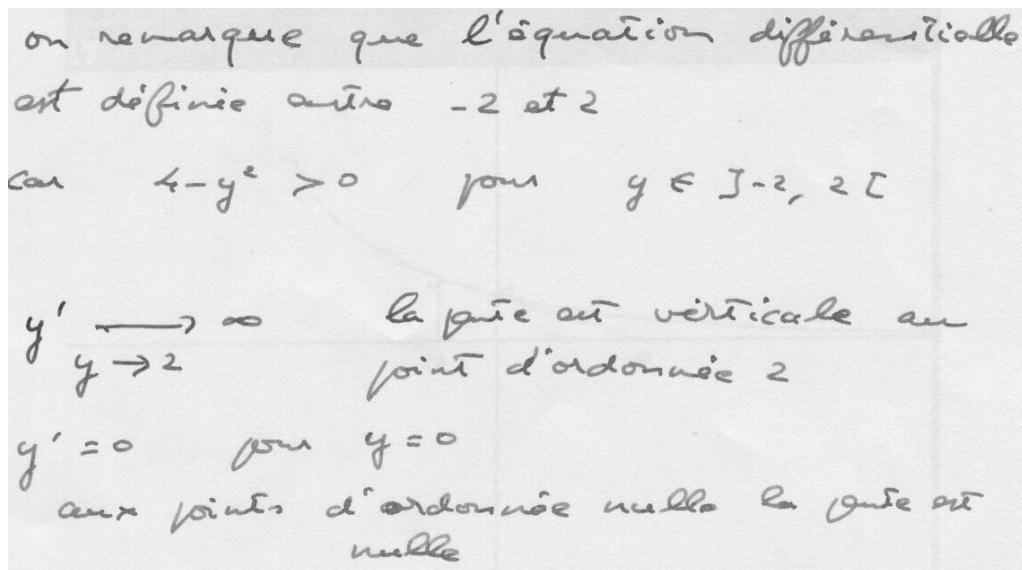 on remarque que l'équation différentielle
est définie entre -2 et 2
car 4-y² > 0 pour y ∈ ]-2, 2[
y' ⟶ ∞ la pente est verticale au
y → 2 point d'ordonnée 2
y' = 0 pour y = 0
aux points d'ordonnée nulle la pente est
nulle